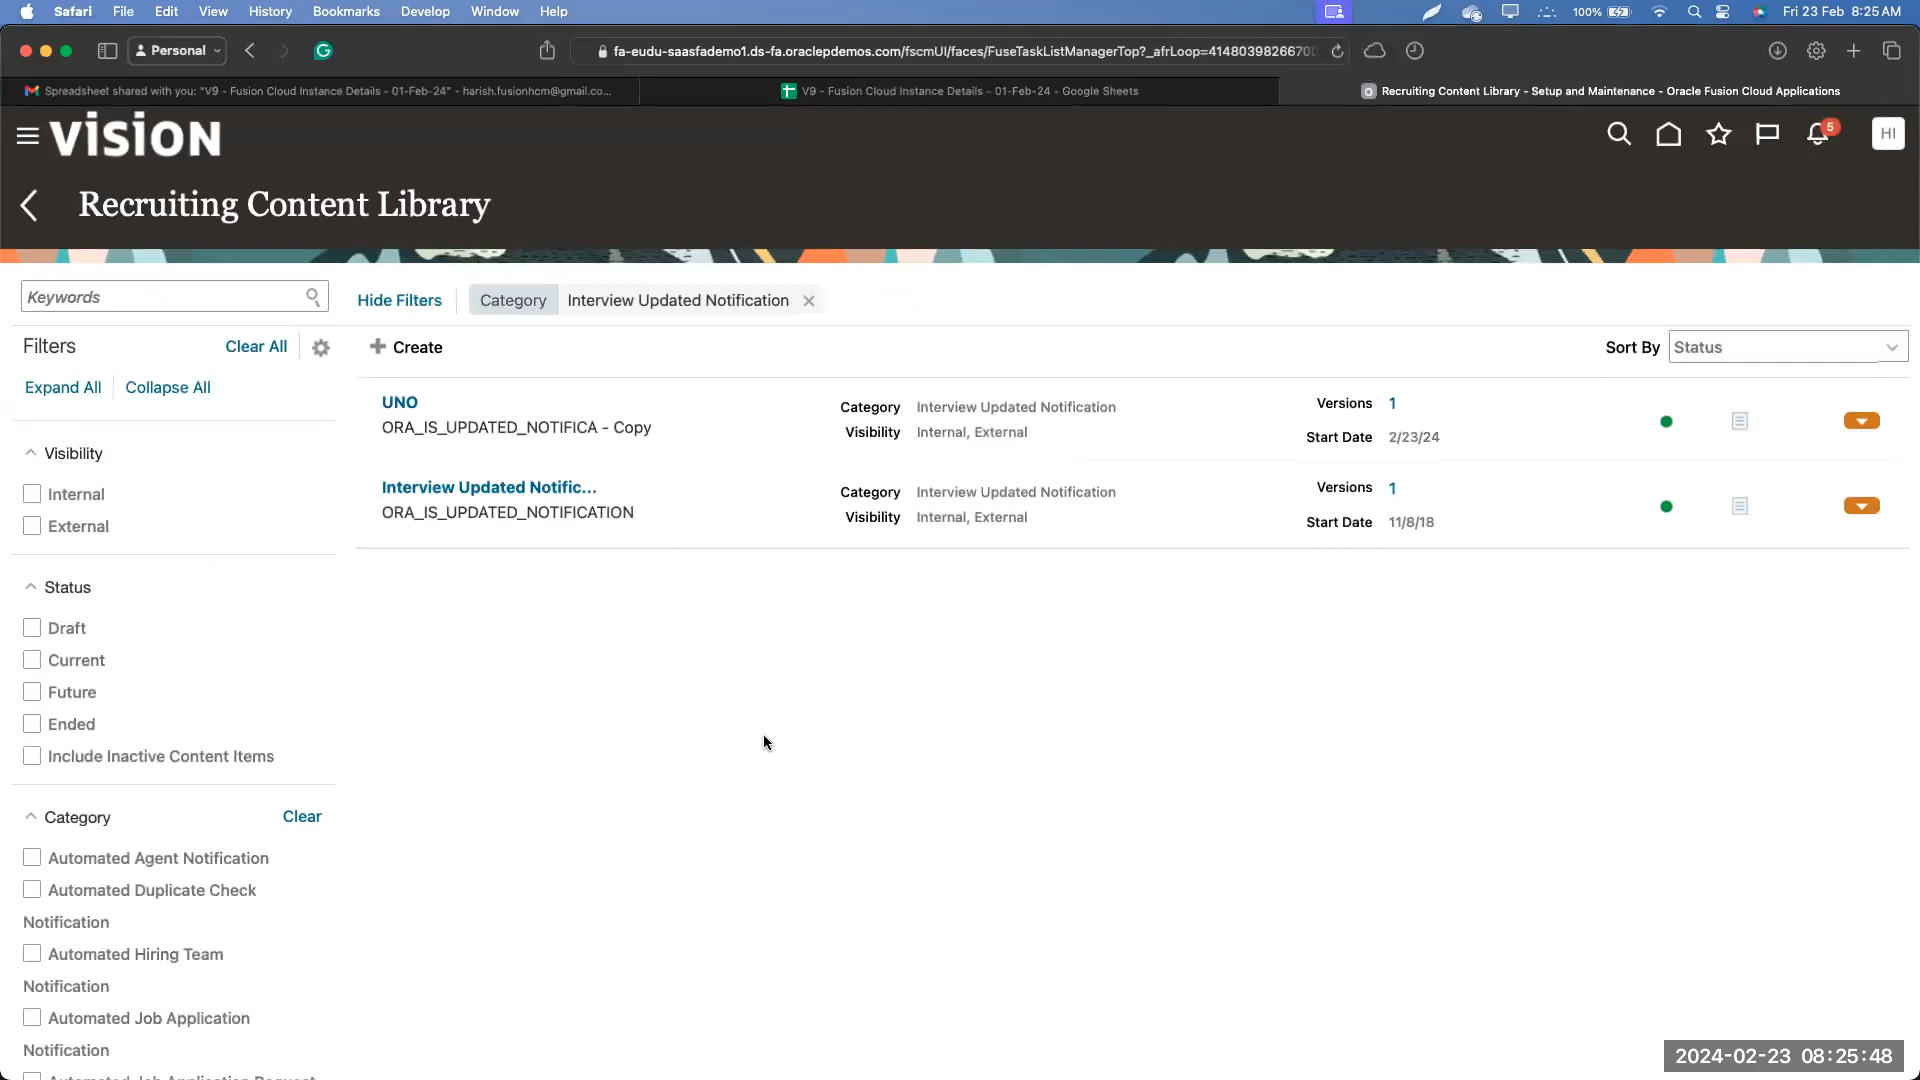 Safari File Edit View History Bookmarks Develop Window Help 100% Fri 23 Feb 8:25 AM
Personal fa-eudu-saasfademo1.ds-fa.oraclepdemos.com/fscmUI/faces/FuseTaskListManagerTop?_afrLoop=4148039826670
Spreadsheet shared with you: "V9 - Fusion Cloud Instance Details - 01-Feb-24" - harish.fusionhcm@gmail.co... V9 - Fusion Cloud Instance Details - 01-Feb-24 - Google Sheets Recruiting Content Library - Setup and Maintenance - Oracle Fusion Cloud Applications
VISION 5 HI
Recruiting Content Library
Keywords Hide Filters Category Interview Updated Notification
Filters Clear All Create Sort By Status
Expand All Collapse All
UNO Category Interview Updated Notification Versions 1
ORA_IS_UPDATED_NOTIFICA - Copy Visibility Internal, External Start Date 2/23/24
Visibility
Interview Updated Notific... Category Interview Updated Notification Versions 1
Internal
ORA_IS_UPDATED_NOTIFICATION Visibility Internal, External Start Date 11/8/18
External
Status
Draft
Current
Future
Ended
Include Inactive Content Items
Category Clear
Automated Agent Notification
Automated Duplicate Check
Notification
Automated Hiring Team
Notification
Automated Job Application
Notification
Automated Job Application Request
2024-02-23 08:25:48